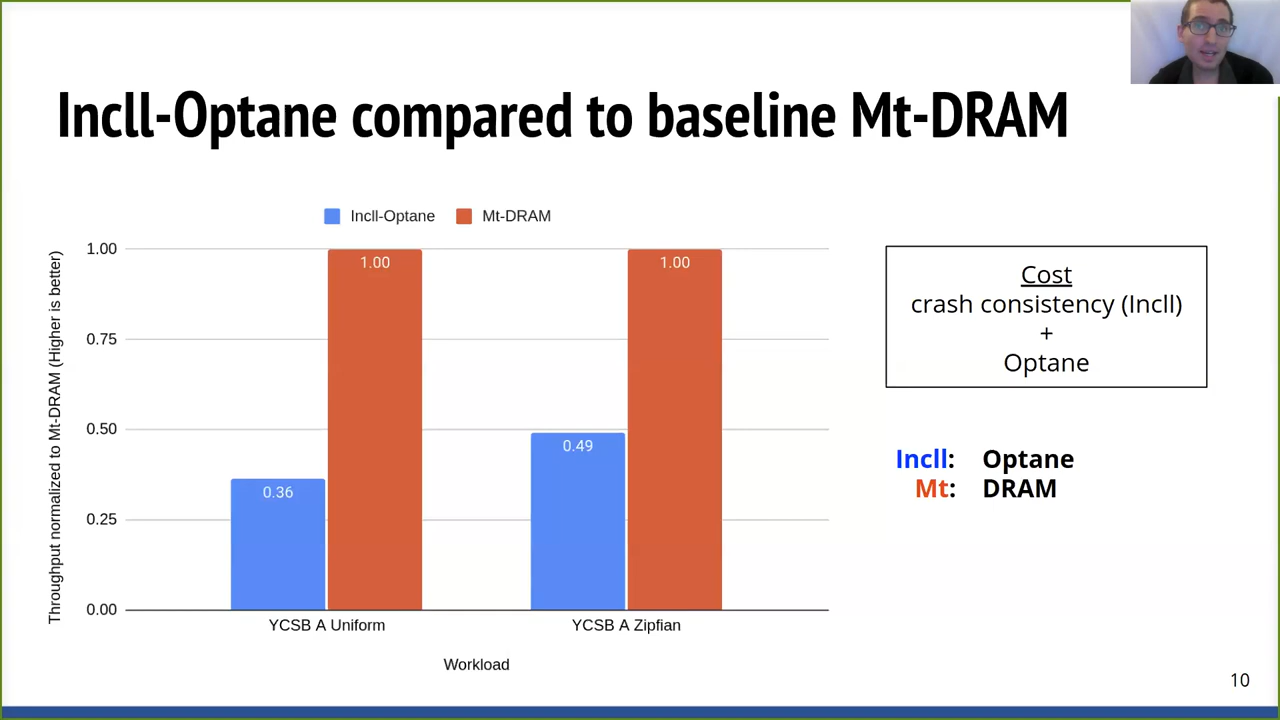 Incll-Optane compared to baseline Mt-DRAM
Incll-Optane Mt-DRAM
Throughput normalized to Mt-DRAM (Higher is better)
1.00
0.75
0.50
0.25
0.00
0.36
1.00
0.49
1.00
YCSB A Uniform
YCSB A Zipfian
Workload
Cost
crash consistency (Incll)
+
Optane
Incll: Optane
Mt: DRAM
10